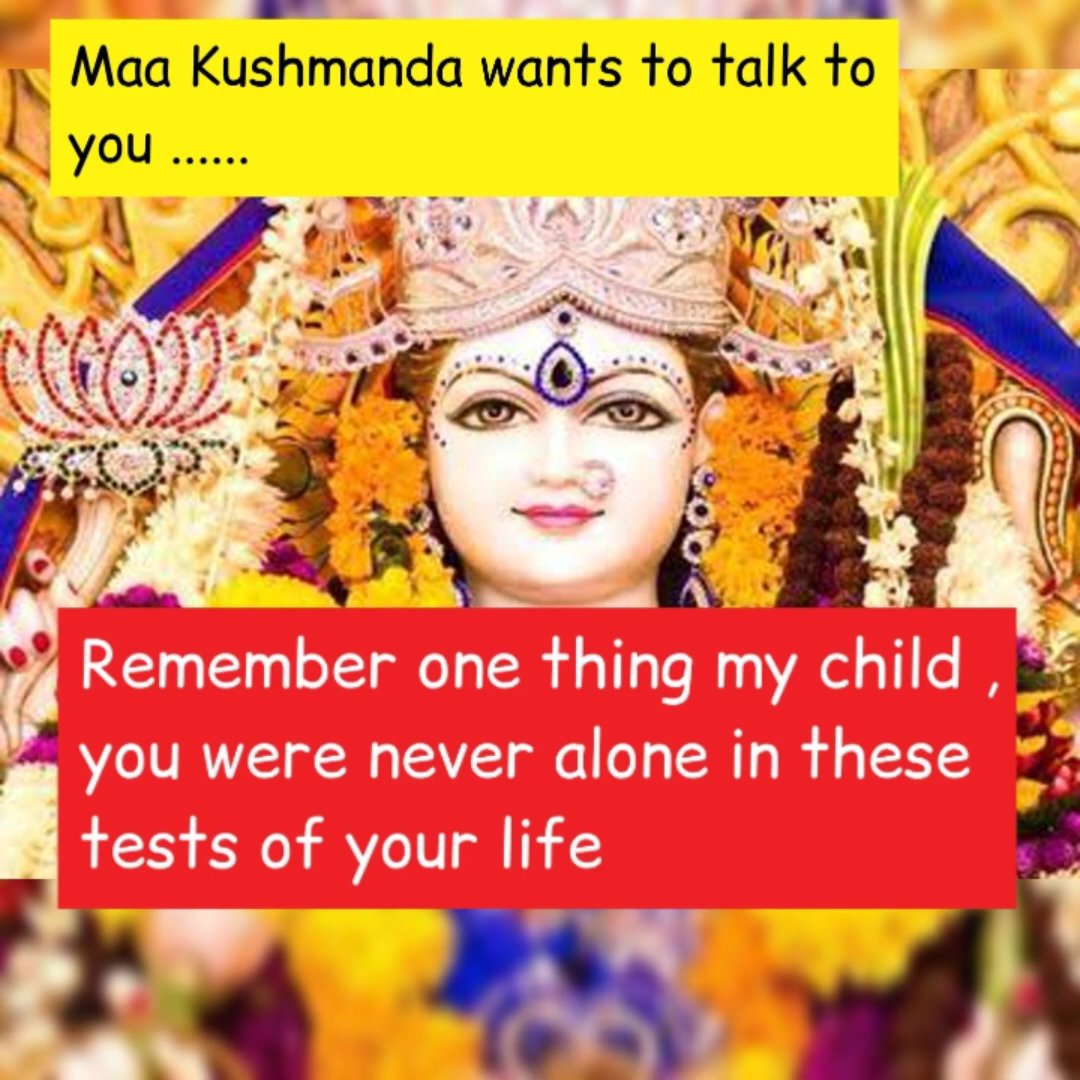 Maa Kushmanda wants to talk to
you ......
Remember one thing my child ,
you were never alone in these
tests of your life